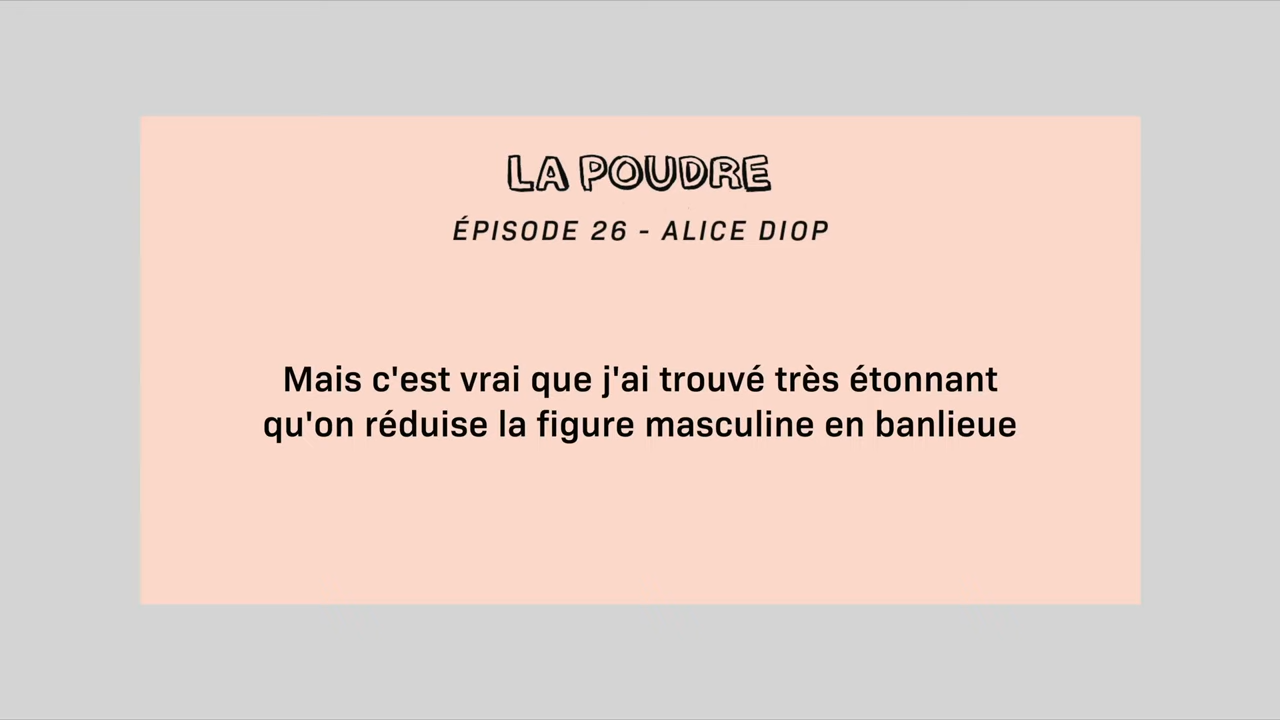 LA POUDRE
ÉPISODE 26 - ALICE DIOP
Mais c'est vrai que j'ai trouvé très étonnant
qu'on réduise la figure masculine en banlieue